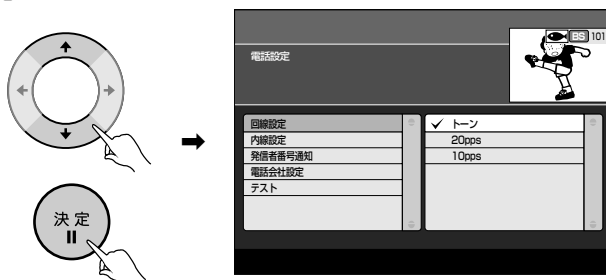 決定
BS 101
電話設定
回線設定
内線設定
発信者番号通知
電話会社設定
テスト
トーン
20pps
10pps